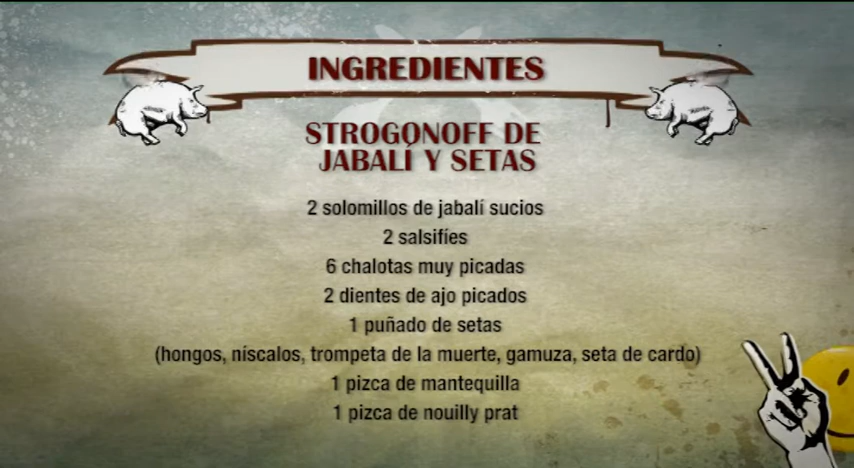 INGREDIENTES
STROGONOFF DE
JABALÍ Y SETAS
2 solomillos de jabalí sucios
2 salsifíes
6 chalotas muy picadas
2 dientes de ajo picados
1 puñado de setas
(hongos, níscalos, trompeta de la muerte, gamuza, seta de cardo)
1 pizca de mantequilla
1 pizca de nouilly prat